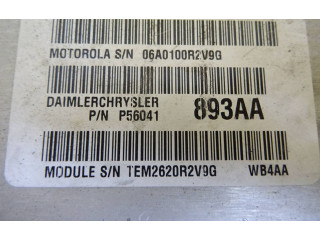 MOTOROLA S/N 06A0100R2V9G
DAIMLERCHRYSLER 893AA
P/N P56041
MODULE S/N TEM2620R2V9G WB4AA